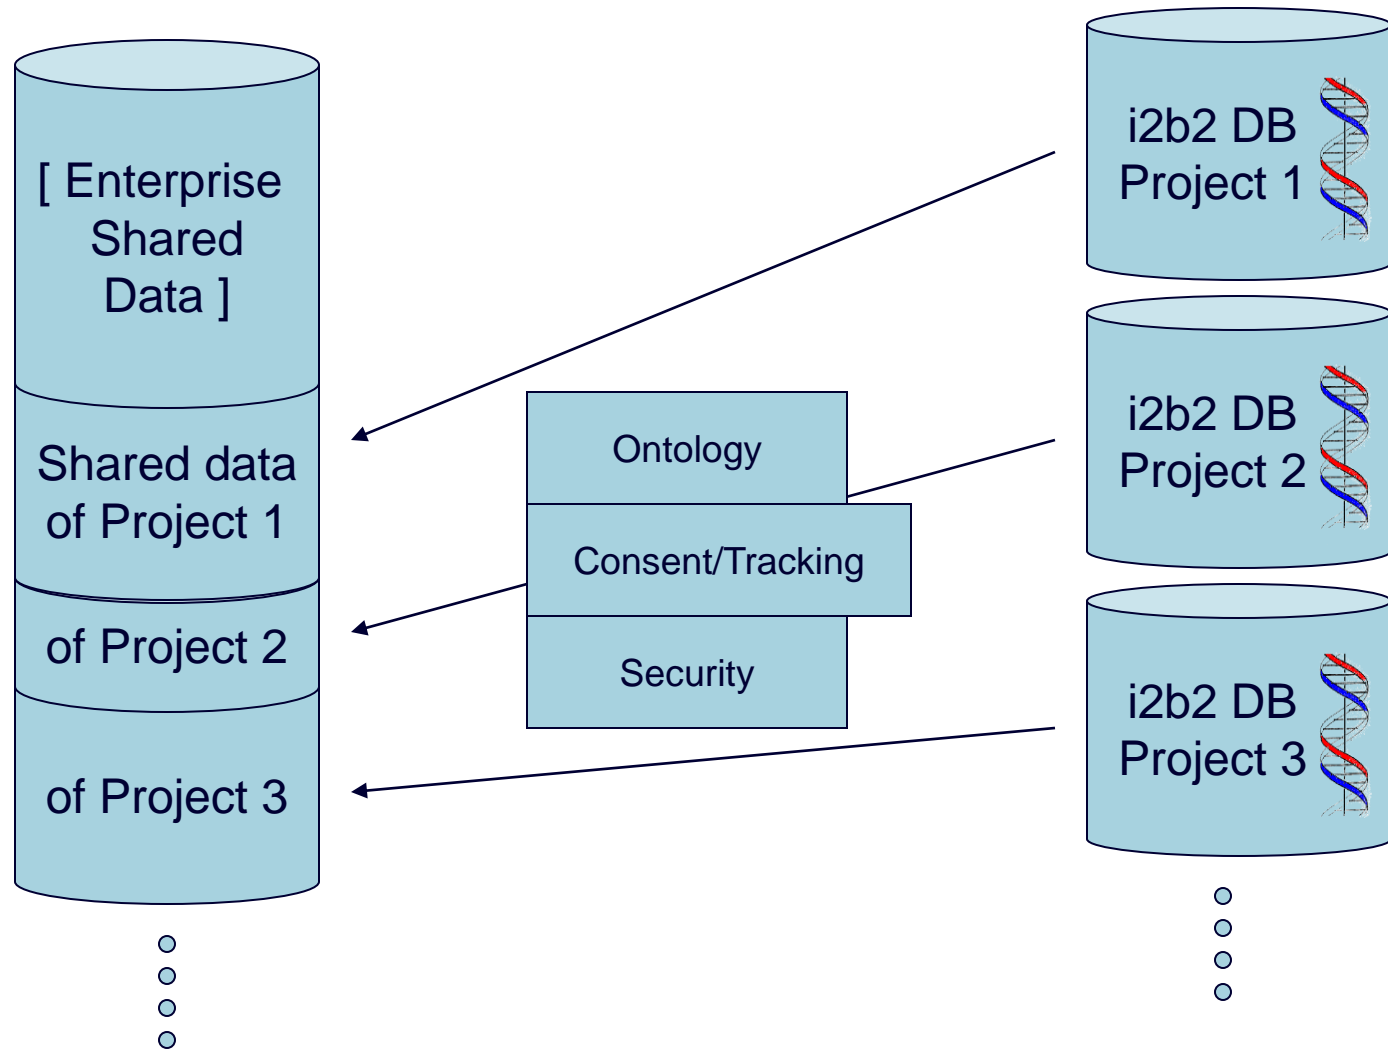 [ Enterprise
Shared
Data ]
Shared data
of Project 1
of Project 2
of Project 3
Ontology
Consent/Tracking
Security
i2b2 DB
Project 1
i2b2 DB
Project 2
i2b2 DB
Project 3